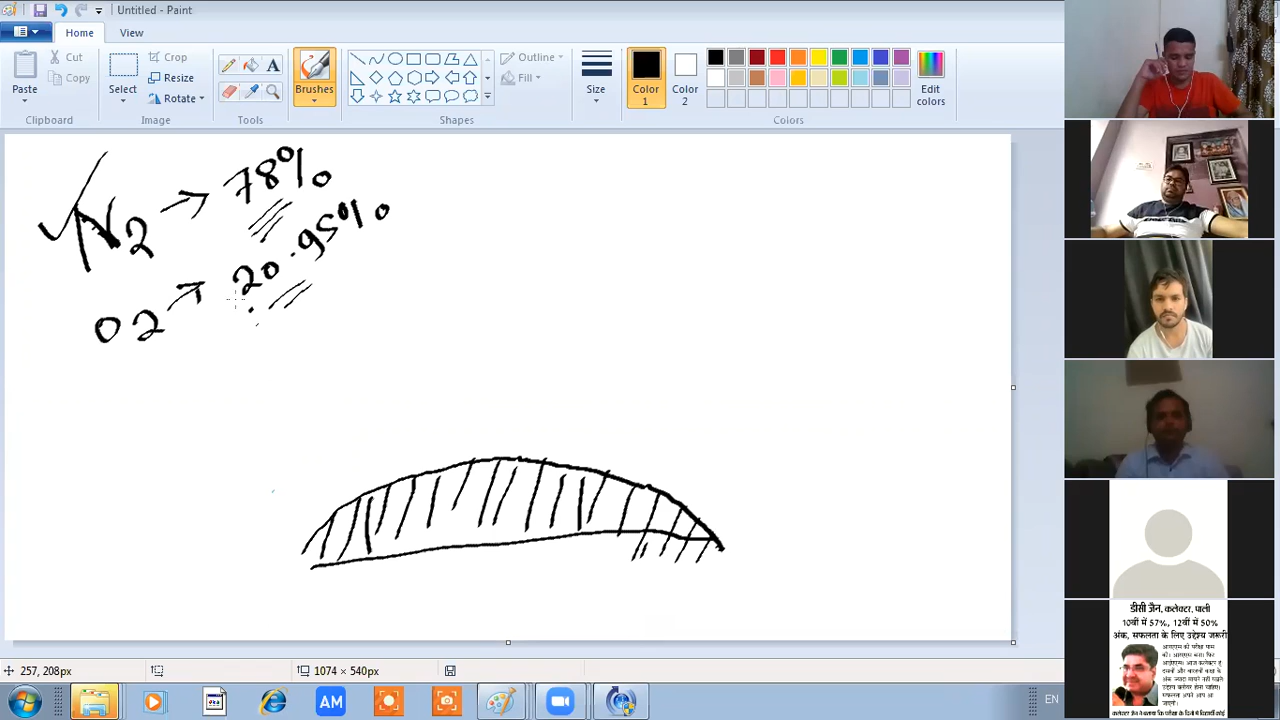 Untitled - Paint
Home
View
Paste
Cut
Copy
Clipboard
Select
Crop
Resize
Rotate
Image
A
Tools
Brushes
Outline
Fill
Shapes
Size
Color 1
Color 2
Edit colors
Colors
N2 → 78%
O2 → 20.95%
257, 208px
1074 × 540px
AM
EN
डीसी जैन, कलेक्टर, पाली
10वीं में 57%, 12वीं में 50%
अंक, सफलता के लिए उद्देश्य जरूरी